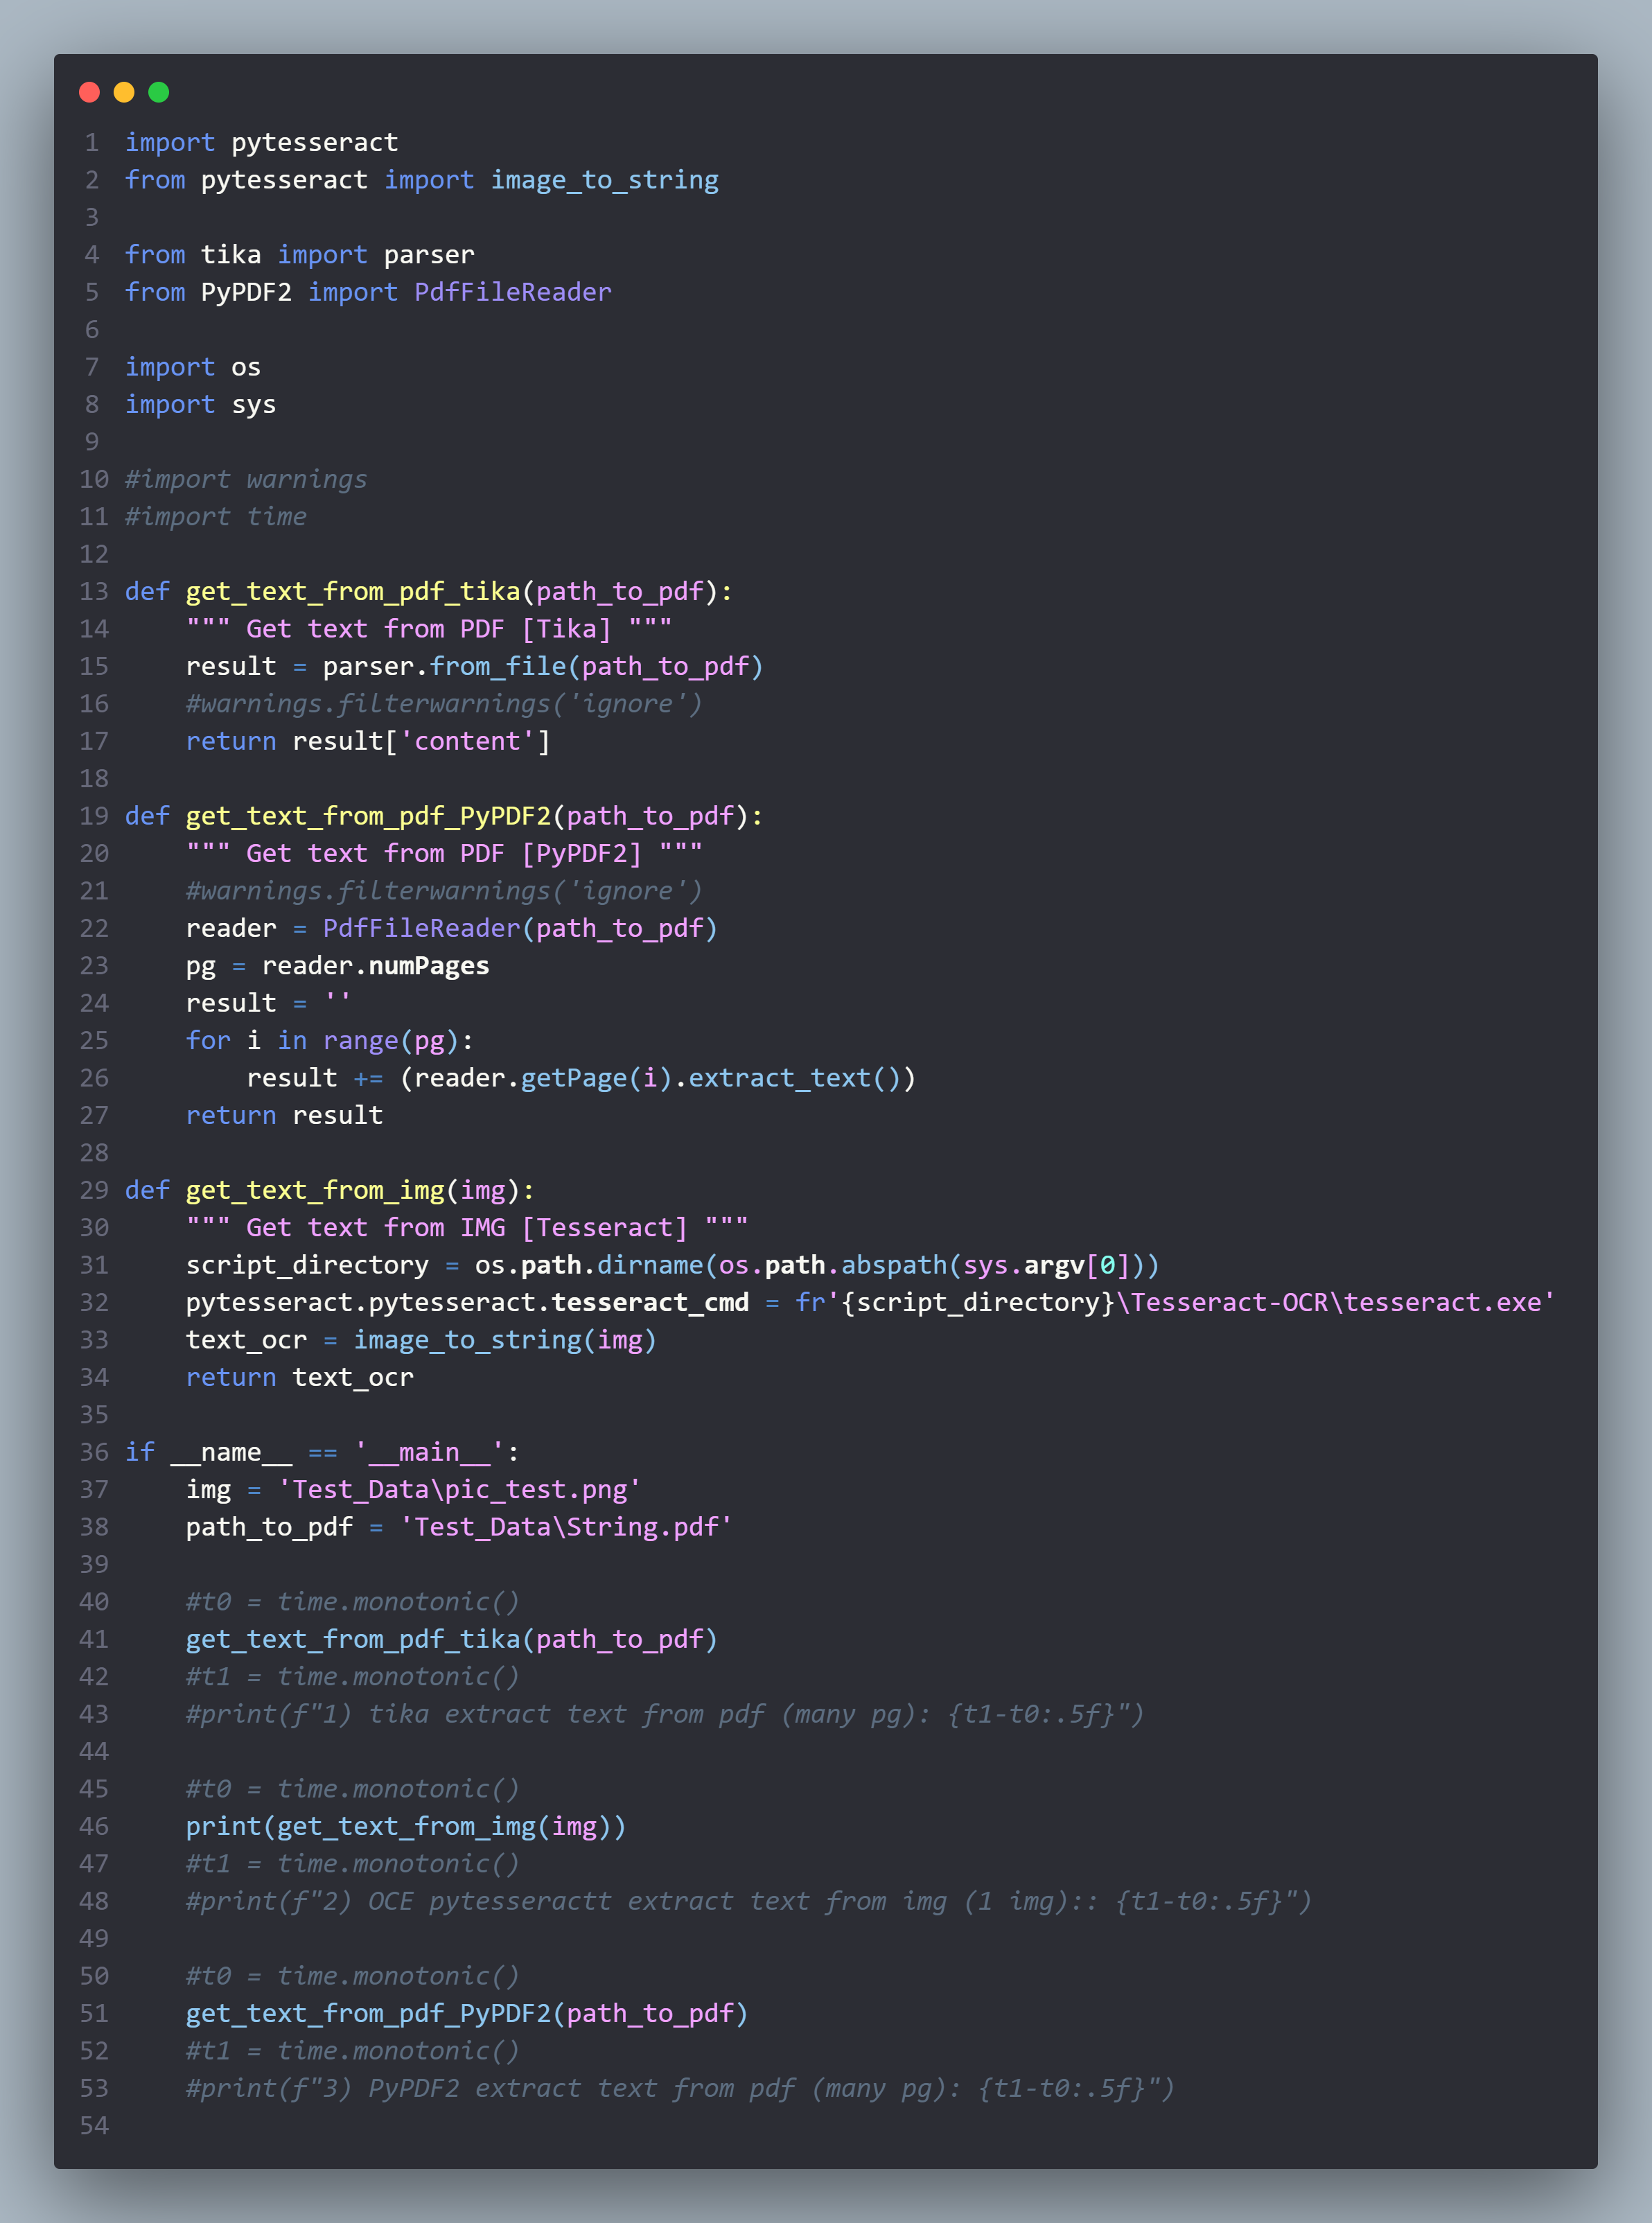 1 import pytesseract
2 from pytesseract import image_to_string
3
4 from tika import parser
5 from PyPDF2 import PdfFileReader
6
7 import os
8 import sys
9
10 #import warnings
11 #import time
12
13 def get_text_from_pdf_tika(path_to_pdf):
14     """ Get text from PDF [Tika] """
15     result = parser.from_file(path_to_pdf)
16     #warnings.filterwarnings('ignore')
17     return result['content']
18
19 def get_text_from_pdf_PyPDF2(path_to_pdf):
20     """ Get text from PDF [PyPDF2] """
21     #warnings.filterwarnings('ignore')
22     reader = PdfFileReader(path_to_pdf)
23     pg = reader.numPages
24     result = ''
25     for i in range(pg):
26         result += (reader.getPage(i).extract_text())
27     return result
28
29 def get_text_from_img(img):
30     """ Get text from IMG [Tesseract] """
31     script_directory = os.path.dirname(os.path.abspath(sys.argv[0]))
32     pytesseract.pytesseract.tesseract_cmd = fr'{script_directory}\Tesseract-OCR\tesseract.exe'
33     text_ocr = image_to_string(img)
34     return text_ocr
35
36 if __name__ == '__main__':
37     img = 'Test_Data\pic_test.png'
38     path_to_pdf = 'Test_Data\String.pdf'
39
40     #t0 = time.monotonic()
41     get_text_from_pdf_tika(path_to_pdf)
42     #t1 = time.monotonic()
43     #print(f"1) tika extract text from pdf (many pg): {t1-t0:.5f}")
44
45     #t0 = time.monotonic()
46     print(get_text_from_img(img))
47     #t1 = time.monotonic()
48     #print(f"2) OCE pytesseractt extract text from img (1 img):: {t1-t0:.5f}")
49
50     #t0 = time.monotonic()
51     get_text_from_pdf_PyPDF2(path_to_pdf)
52     #t1 = time.monotonic()
53     #print(f"3) PyPDF2 extract text from pdf (many pg): {t1-t0:.5f}")
54